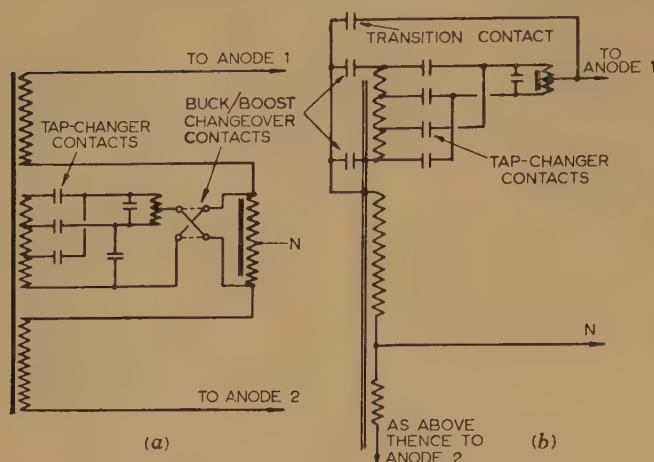 TO ANODE 1
TAP-CHANGER
CONTACTS
BUCK/BOOST
CHANGEOVER
CONTACTS
N
TO ANODE 2
(a)
TRANSITION CONTACT
TO
ANODE 1
TAP-CHANGER
CONTACTS
N
AS ABOVE
THENCE TO
ANODE 2
(b)